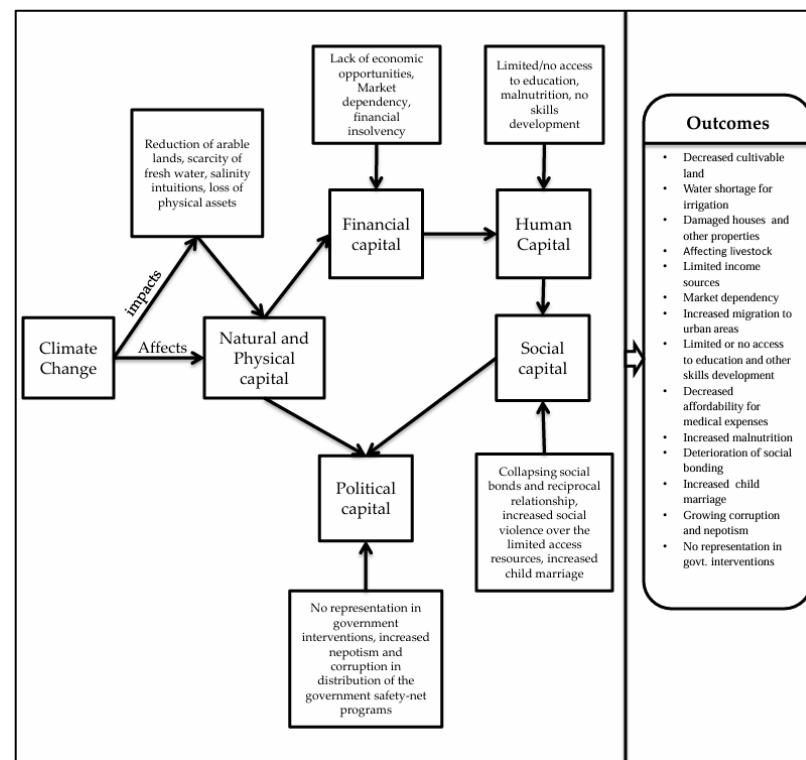 Lack of economic
opportunities,
Market
dependency,
financial
insolvency
Limited/no access
to education,
malnutrition, no
skills
development
Reduction of arable
lands, scarcity of
fresh water, salinity
intuitions, loss of
physical assets
Financial
capital
Human
Capital
impacts
Climate
Change
Affects
Natural and
Physical
capital
Social
capital
Political
capital
Collapsing social
bonds and reciprocal
relationship,
increased social
violence over the
limited access
resources, increased
child marriage
No representation in
government
interventions, increased
nepotism and
corruption in
distribution of the
government safety-net
programs
Outcomes
• Decreased cultivable
land
• Water shortage for
irrigation
• Damaged houses and
other properties
• Affecting livestock
• Limited income
sources
• Market dependency
• Increased migration to
urban areas
• Limited or no access
to education and other
skills development
• Decreased
affordability for
medical expenses
• Increased malnutrition
• Deterioration of social
bonding
• Increased child
marriage
• Growing corruption
and nepotism
• No representation in
govt. interventions